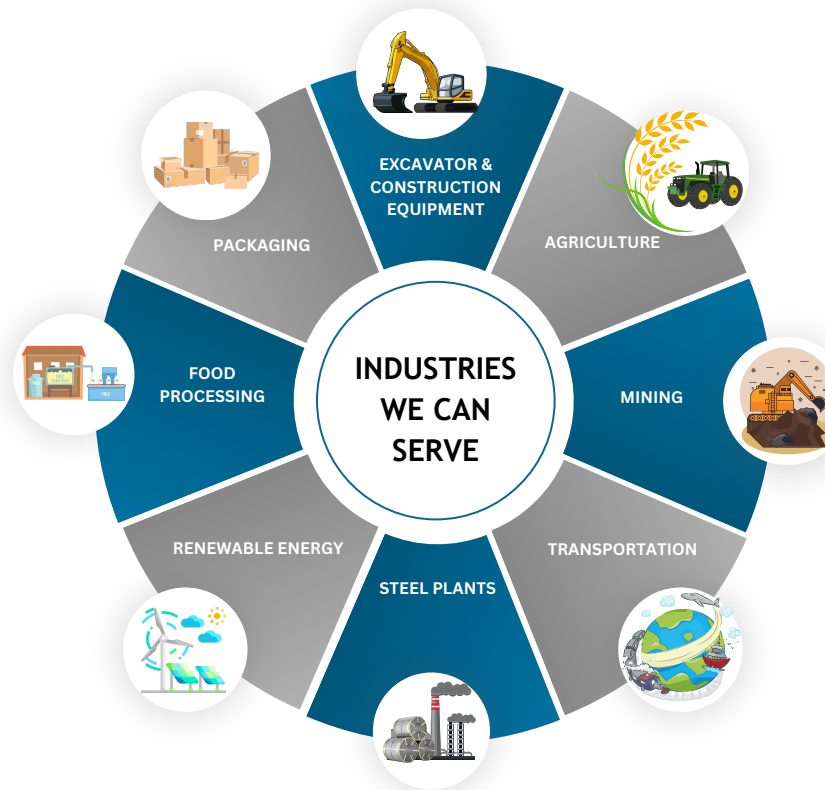 INDUSTRIES
WE CAN
SERVE
EXCAVATOR &
CONSTRUCTION
EQUIPMENT
AGRICULTURE
MINING
TRANSPORTATION
STEEL PLANTS
RENEWABLE ENERGY
FOOD
PROCESSING
PACKAGING